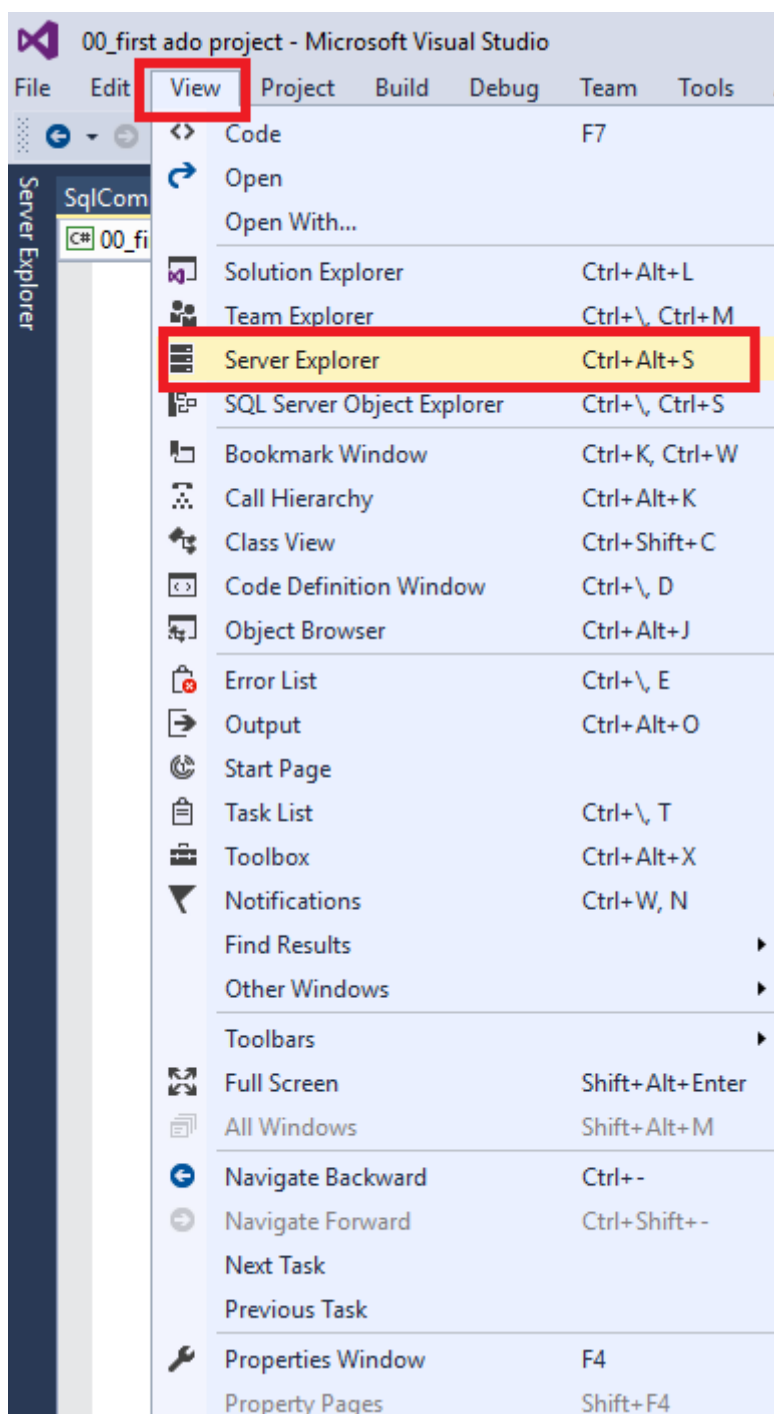 00_first ado project - Microsoft Visual Studio
File Edit View Project Build Debug Team Tools
Server Explorer
SqlCom
C# 00_fi
Code F7
Open
Open With...
Solution Explorer Ctrl+Alt+L
Team Explorer Ctrl+\, Ctrl+M
Server Explorer Ctrl+Alt+S
SQL Server Object Explorer Ctrl+\, Ctrl+S
Bookmark Window Ctrl+K, Ctrl+W
Call Hierarchy Ctrl+Alt+K
Class View Ctrl+Shift+C
Code Definition Window Ctrl+\, D
Object Browser Ctrl+Alt+J
Error List Ctrl+\, E
Output Ctrl+Alt+O
Start Page
Task List Ctrl+\, T
Toolbox Ctrl+Alt+X
Notifications Ctrl+W, N
Find Results
Other Windows
Toolbars
Full Screen Shift+Alt+Enter
All Windows Shift+Alt+M
Navigate Backward Ctrl+-
Navigate Forward Ctrl+Shift+-
Next Task
Previous Task
Properties Window F4
Property Pages Shift+F4